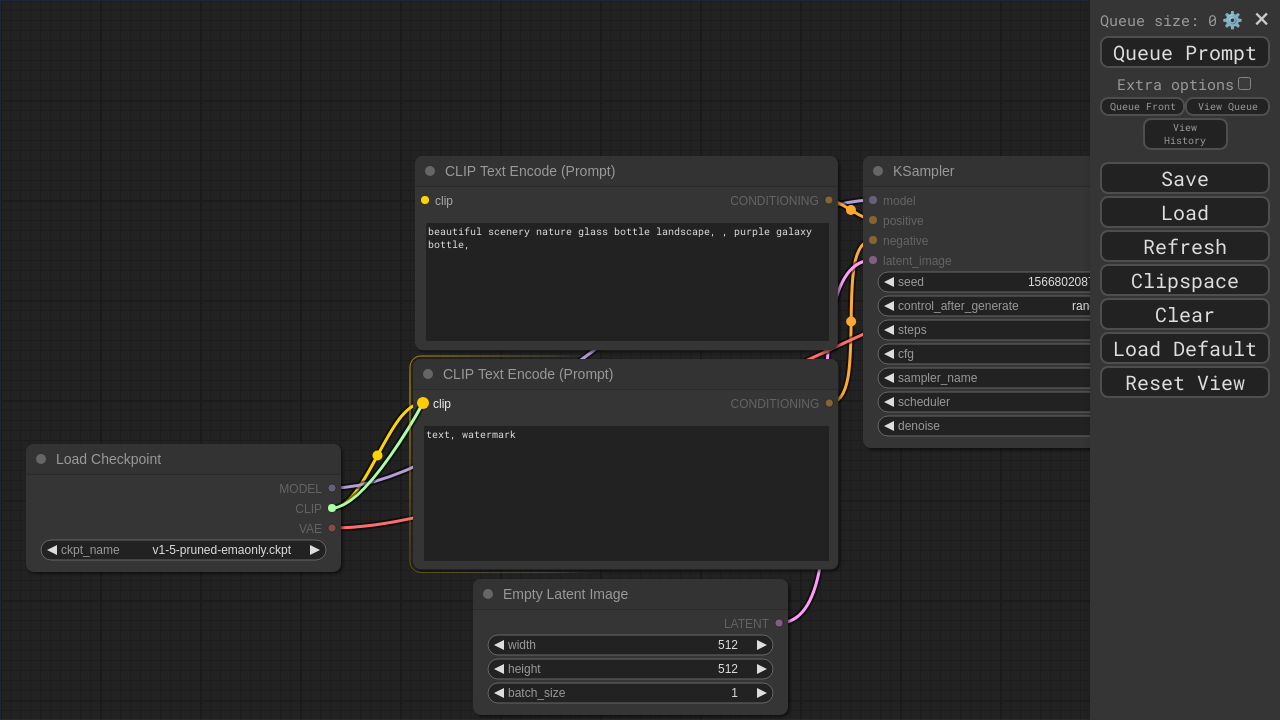 Queue size: 0
Queue Prompt
Extra options
Queue Front
View Queue
View
History
Save
Load
Refresh
Clipspace
Clear
Load Default
Reset View
CLIP Text Encode (Prompt)
clip
CONDITIONING
beautiful scenery nature glass bottle landscape, , purple galaxy
bottle,
KSampler
model
positive
negative
latent_image
seed 1566802087
control_after_generate ran
steps
cfg
sampler_name
scheduler
denoise
CLIP Text Encode (Prompt)
clip
CONDITIONING
text, watermark
Load Checkpoint
MODEL
CLIP
VAE
ckpt_name v1-5-pruned-emaonly.ckpt
Empty Latent Image
LATENT
width 512
height 512
batch_size 1